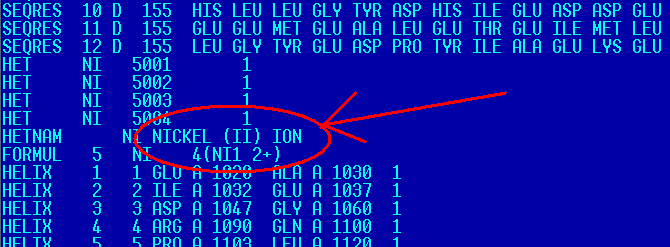 SEQRES  10 D  155  HIS LEU LEU GLY TYR ASP HIS ILE GLU ASP ASP GLU
SEQRES  11 D  155  GLU GLU MET GLU ALA LEU GLU THR GLU ILE MET LEU
SEQRES  12 D  155  LEU GLY TYR GLU ASP PRO TYR ILE ALA GLU LYS GLU
HET     NI   5001       1
HET     NI   5002       1
HET     NI   5003       1
HET     NI   5004       1
HETNAM      NI NICKEL (II) ION
FORMUL   5   NI    4(NI1 2+)
HELIX    1   1 GLU A 1020  ALA A 1030  1
HELIX    2   2 ILE A 1032  GLU A 1037  1
HELIX    3   3 ASP A 1047  GLY A 1060  1
HELIX    4   4 ARG A 1090  GLN A 1100  1
HELIX    5   5 PRO A 1103  LEU A 1120  1